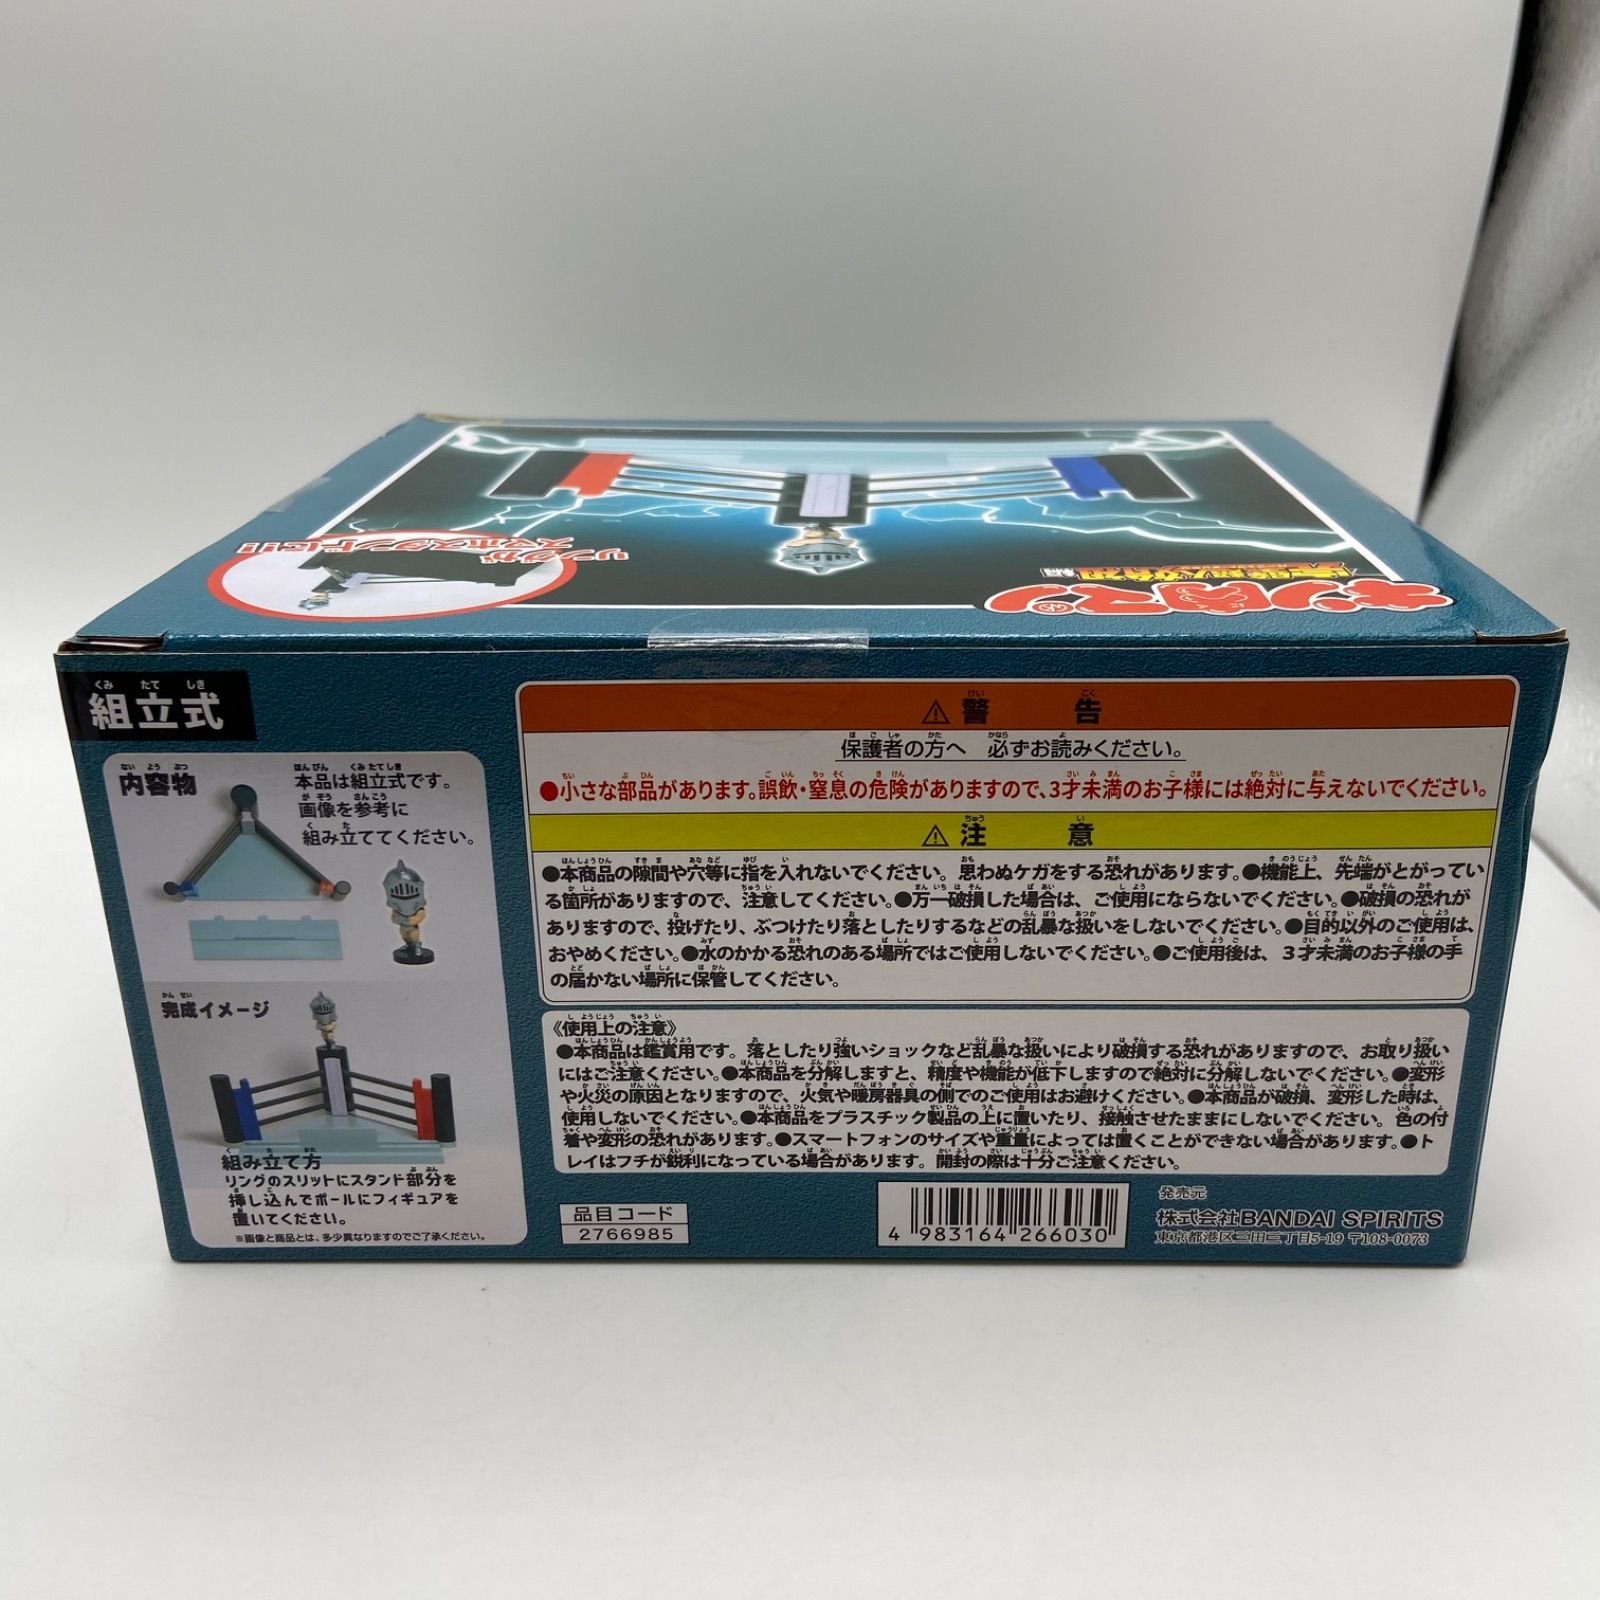 リングが
スマホスタンドに!!
キン肉マン
完璧超人始祖編
組立式
内容物
本品は組立式です。
画像を参考に
組み立ててください。
完成イメージ
組み立て方
リングのスリットにスタンド部分を
挿し込んでポールにフィギュアを
置いてください。
※画像と商品とは、多少異なりますのでご了承ください。
⚠警告
保護者の方へ 必ずお読みください。
●小さな部品があります。誤飲・窒息の危険がありますので、3才未満のお子様には絶対に与えないでください。
⚠注意
●本商品の隙間や穴等に指を入れないでください。思わぬケガをする恐れがあります。●機能上、先端がとがってい
る箇所がありますので、注意してください。●万一破損した場合は、ご使用にならないでください。●破損の恐れが
ありますので、投げたり、ぶつけたり落としたりするなどの乱暴な扱いをしないでください。●目的以外のご使用は、
おやめください。●水のかかる恐れのある場所ではご使用しないでください。●ご使用後は、3才未満のお子様の手
の届かない場所に保管してください。
《使用上の注意》
●本商品は鑑賞用です。落としたり強いショックなど乱暴な扱いにより破損する恐れがありますので、お取り扱い
にはご注意ください。●本商品を分解しますと、精度や機能が低下しますので絶対に分解しないでください。●変形
や火災の原因となりますので、火気や暖房器具の側でのご使用はお避けください。●本商品が破損、変形した時は、
使用しないでください。●本商品をプラスチック製品の上に置いたり、接触させたままにしないでください。色の付
着や変形の恐れがあります。●スマートフォンのサイズや重量によっては置くことができない場合があります。●ト
レイはフチが鋭利になっている場合があります。開封の際は十分ご注意ください。
品目コード
2766985
4 983164 266030
発売元
株式会社BANDAI SPIRITS
東京都港区三田三丁目5-19 〒108-0073